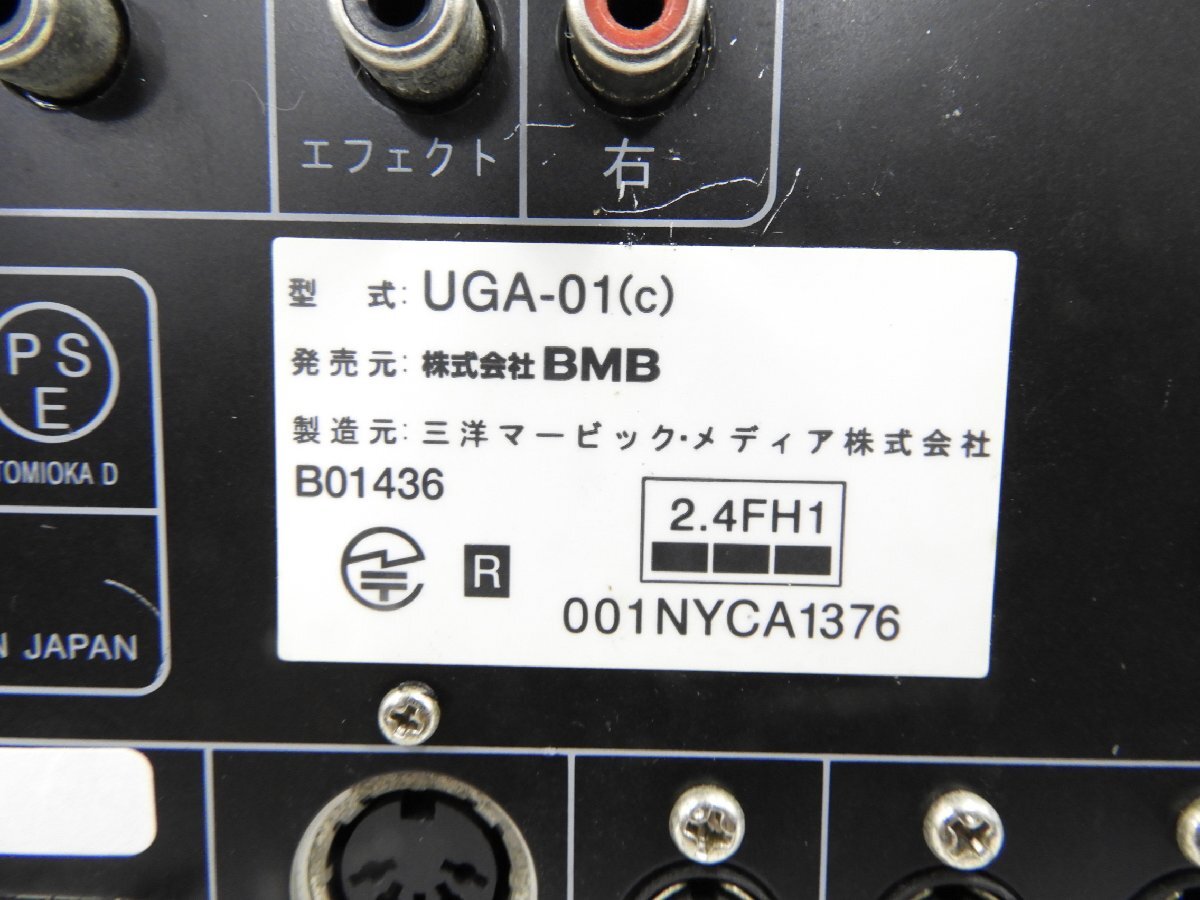 エフェクト
右
型 式: UGA-01(c)
発売元: 株式会社 BMB
製造元: 三洋マービック・メディア株式会社
B01436
R
2.4FH1
001NYCA1376
PS
E
TOMIOKA D
N JAPAN